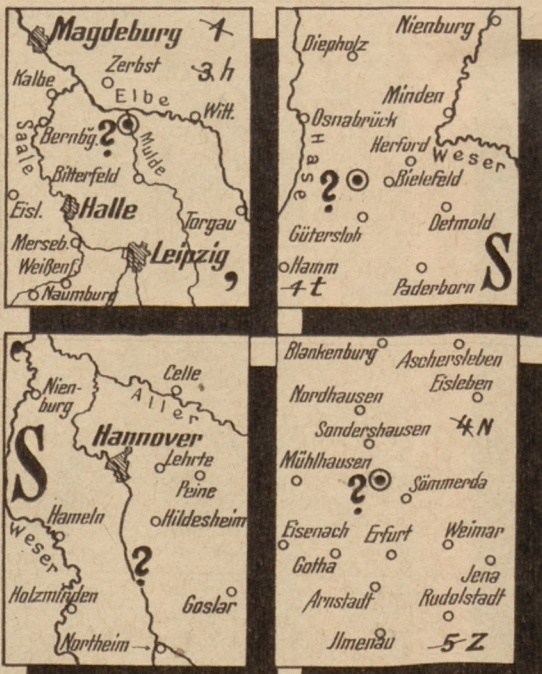 Magdeburg 1
Zerbst 3, h
Kalbe
Elbe
Witt.
Saale
Bernbg. ?
Mulde
Bitterfeld
Eisl.
Halle
Torgau
Merseb.
Weißenf.
Leipzig
,
Naumburg
Nienburg
Diepholz
Minden
Osnabrück
Hase
Herford
Weser
? Bielefeld
Gütersloh
Detmold
Hamm
4 t
Paderborn
S
Celle
Nien-
burg
Aller
S
Hannover
Lehrte
Peine
Hameln
Hildesheim
Weser
?
Holzminden
Goslar
Northeim →
Blankenburg
Aschersleben
Eisleben
Nordhausen
Sondershausen
4 N
Mühlhausen
? Sömmerda
Eisenach
Erfurt
Weimar
Gotha
Jena
Arnstadt
Rudolstadt
Jlmenau
5 Z